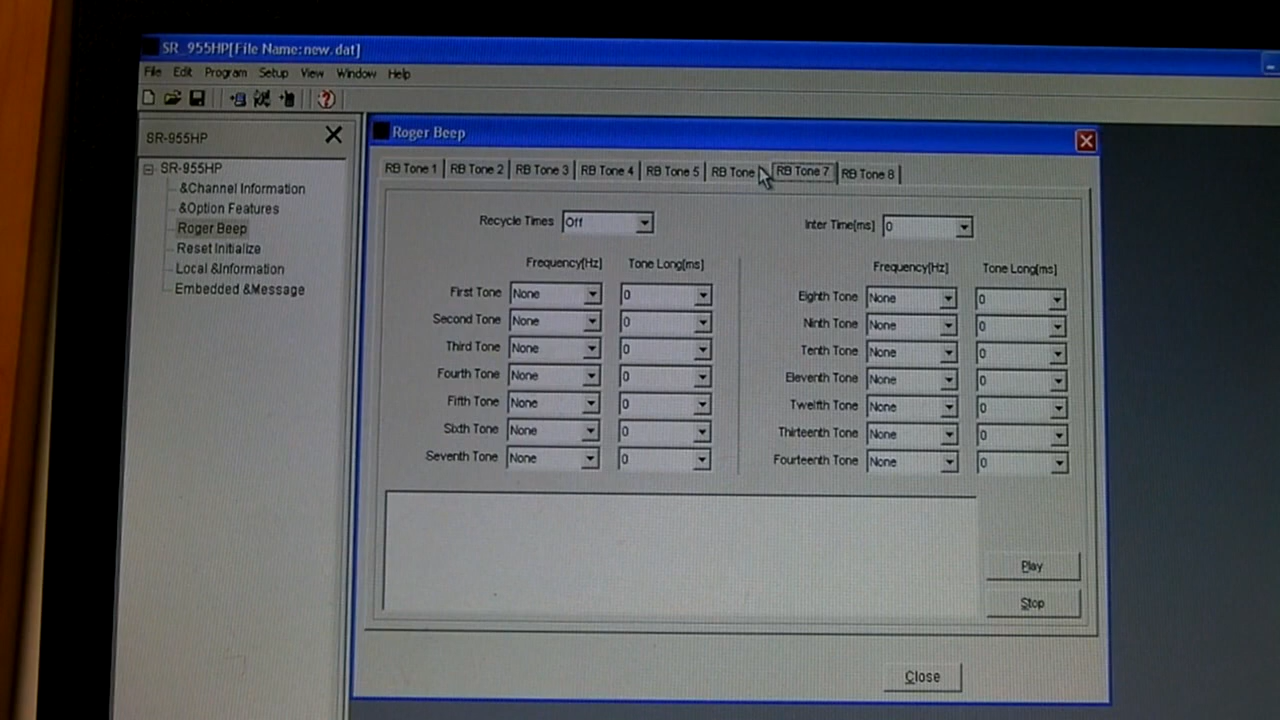 SR_955HP[File Name:new.dat]
File Edit Program Setup View Window Help
SR-955HP
SR-955HP
&Channel Information
&Option Features
Roger Beep
Reset Initialize
Local &Information
Embedded &Message
Roger Beep
RB Tone 1 RB Tone 2 RB Tone 3 RB Tone 4 RB Tone 5 RB Tone RB Tone 7 RB Tone 8
Recycle Times Off Inter Time[ms] 0
Frequency[Hz] Tone Long[ms] Frequency[Hz] Tone Long[ms]
First Tone None 0 Eighth Tone None 0
Second Tone None 0 Ninth Tone None 0
Third Tone None 0 Tenth Tone None 0
Fourth Tone None 0 Eleventh Tone None 0
Fifth Tone None 0 Twelfth Tone None 0
Sixth Tone None 0 Thirteenth Tone None 0
Seventh Tone None 0 Fourteenth Tone None 0
Play
Stop
Close